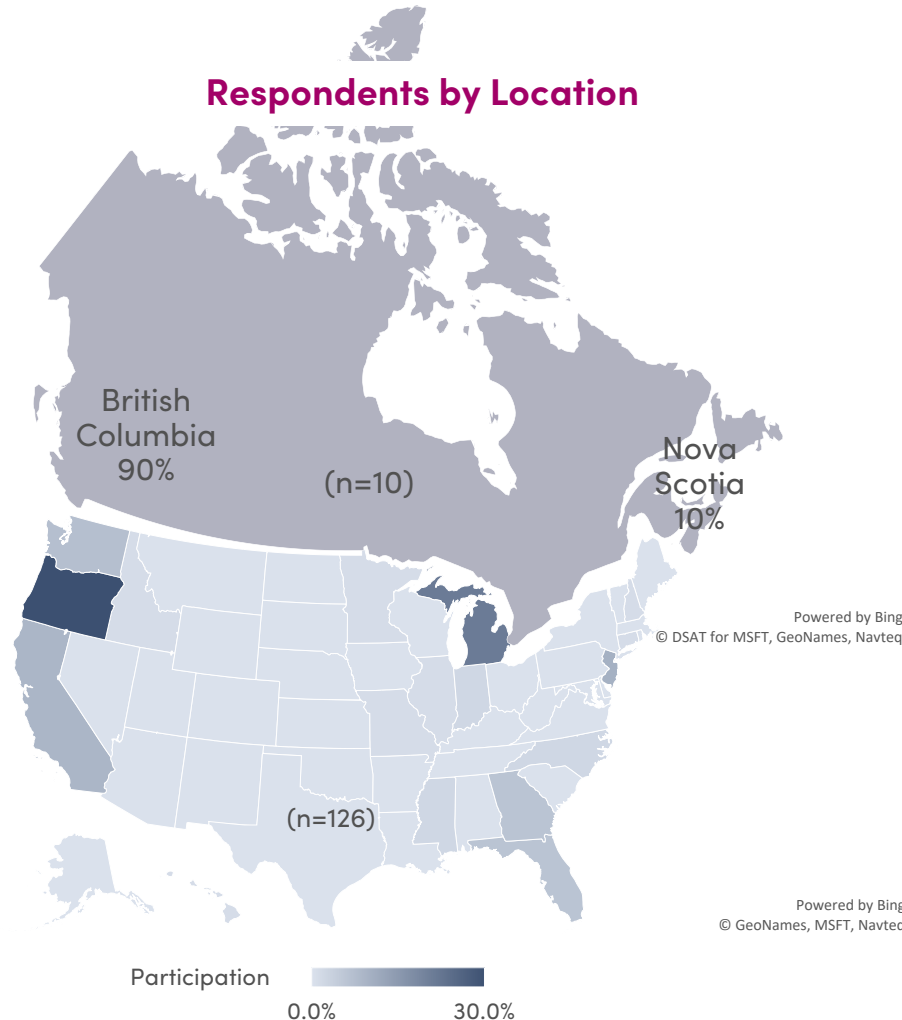 Respondents by Location
British
Columbia
90%
(n=10)
Nova
Scotia
10%
Powered by Bing
© DSAT for MSFT, GeoNames, Navteq
(n=126)
Powered by Bing
© GeoNames, MSFT, Navteq
Participation
0.0%
30.0%